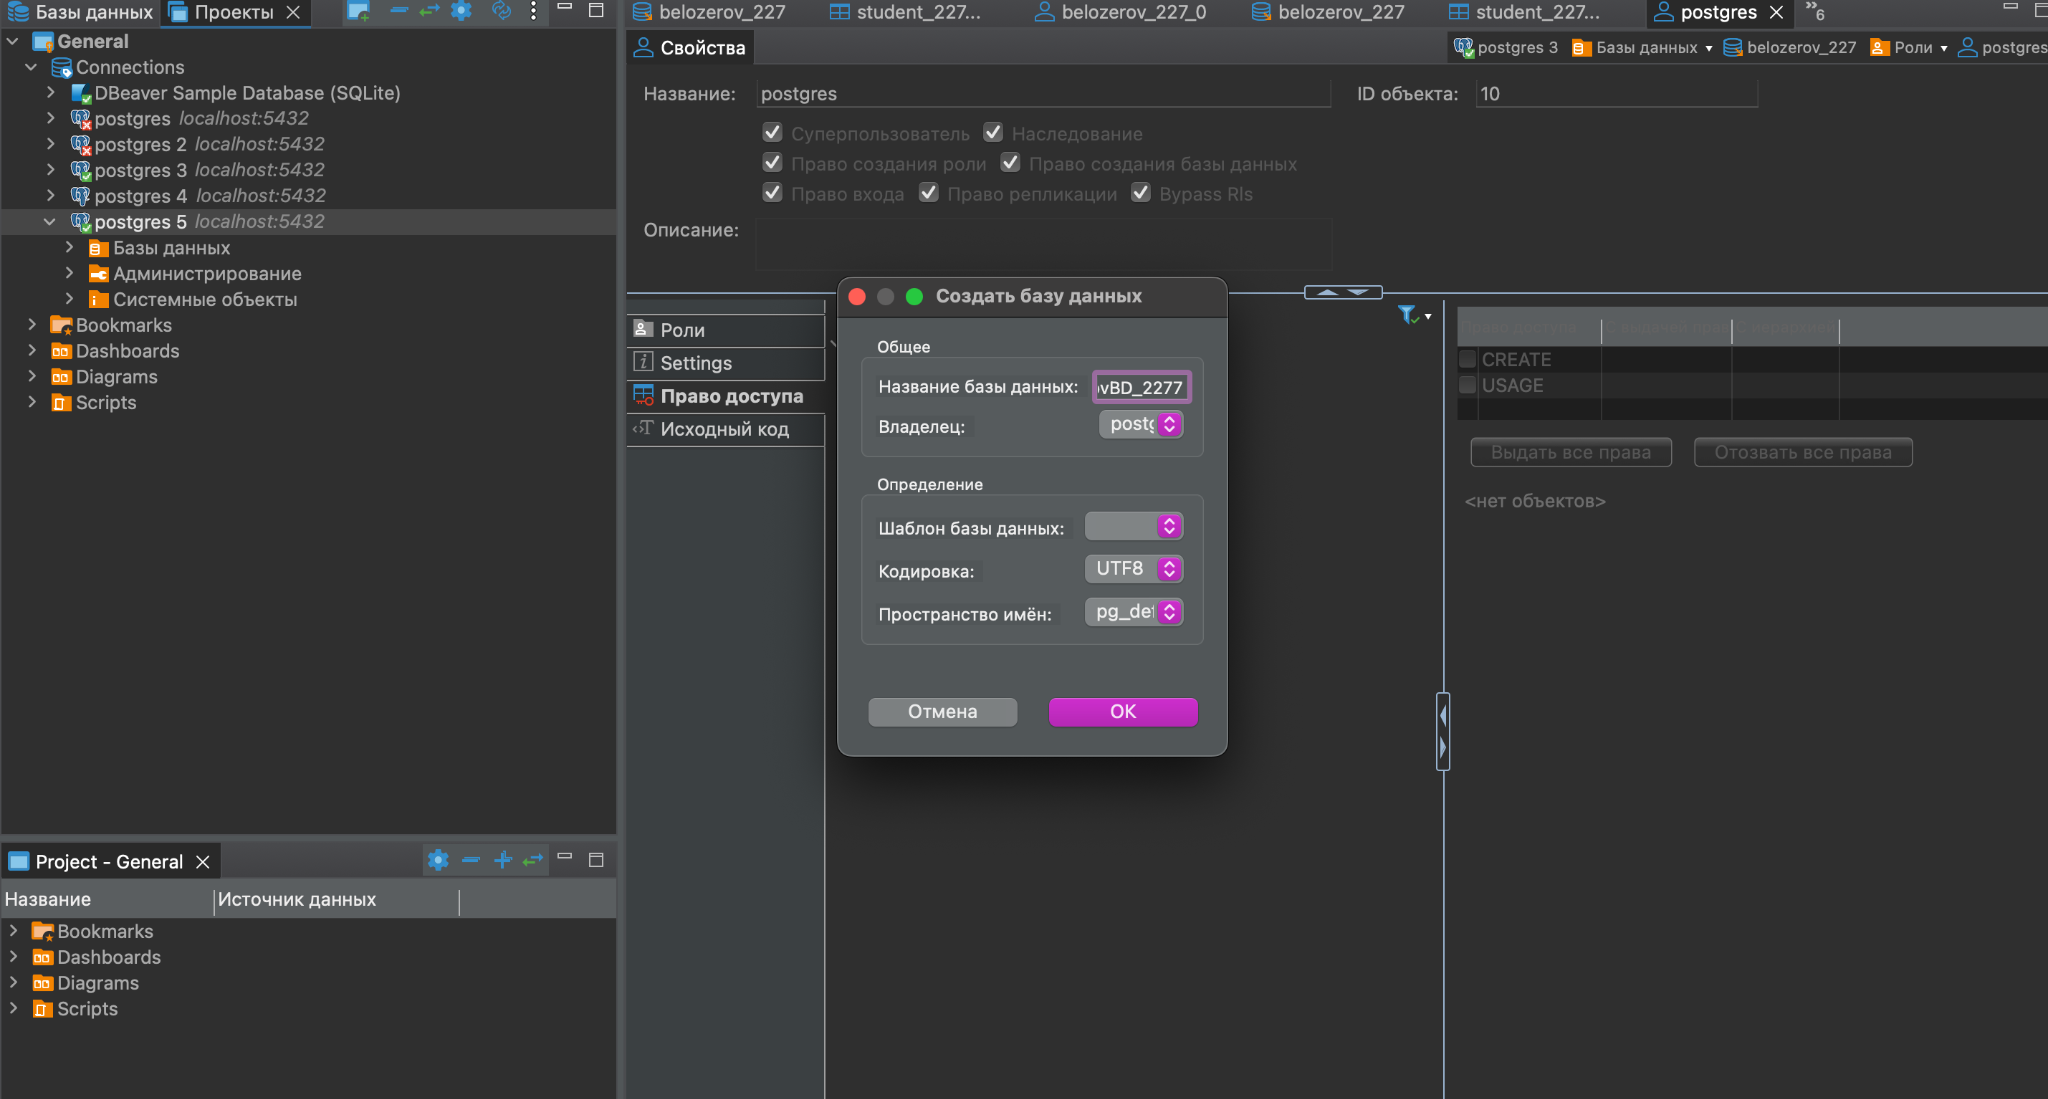 Базы данных
Проекты
General
Connections
DBeaver Sample Database (SQLite)
postgres localhost:5432
postgres 2 localhost:5432
postgres 3 localhost:5432
postgres 4 localhost:5432
postgres 5 localhost:5432
Базы данных
Администрирование
Системные объекты
Bookmarks
Dashboards
Diagrams
Scripts
Project - General
Название Источник данных
Bookmarks
Dashboards
Diagrams
Scripts
belozerov_227 student_227... belozerov_227_0 belozerov_227 student_227... postgres »6
Свойства
postgres 3 Базы данных belozerov_227 Роли postgres
Название: postgres ID объекта: 10
Суперпользователь Наследование
Право создания роли Право создания базы данных
Право входа Право репликации Bypass Rls
Описание:
Роли
Settings
Право доступа
Исходный код
Создать базу данных
Общее
Название базы данных: vBD_2277
Владелец: postg
Определение
Шаблон базы данных:
Кодировка: UTF8
Пространство имён: pg_def
Отмена OK
CREATE
USAGE
Выдать все права Отозвать все права
<нет объектов>